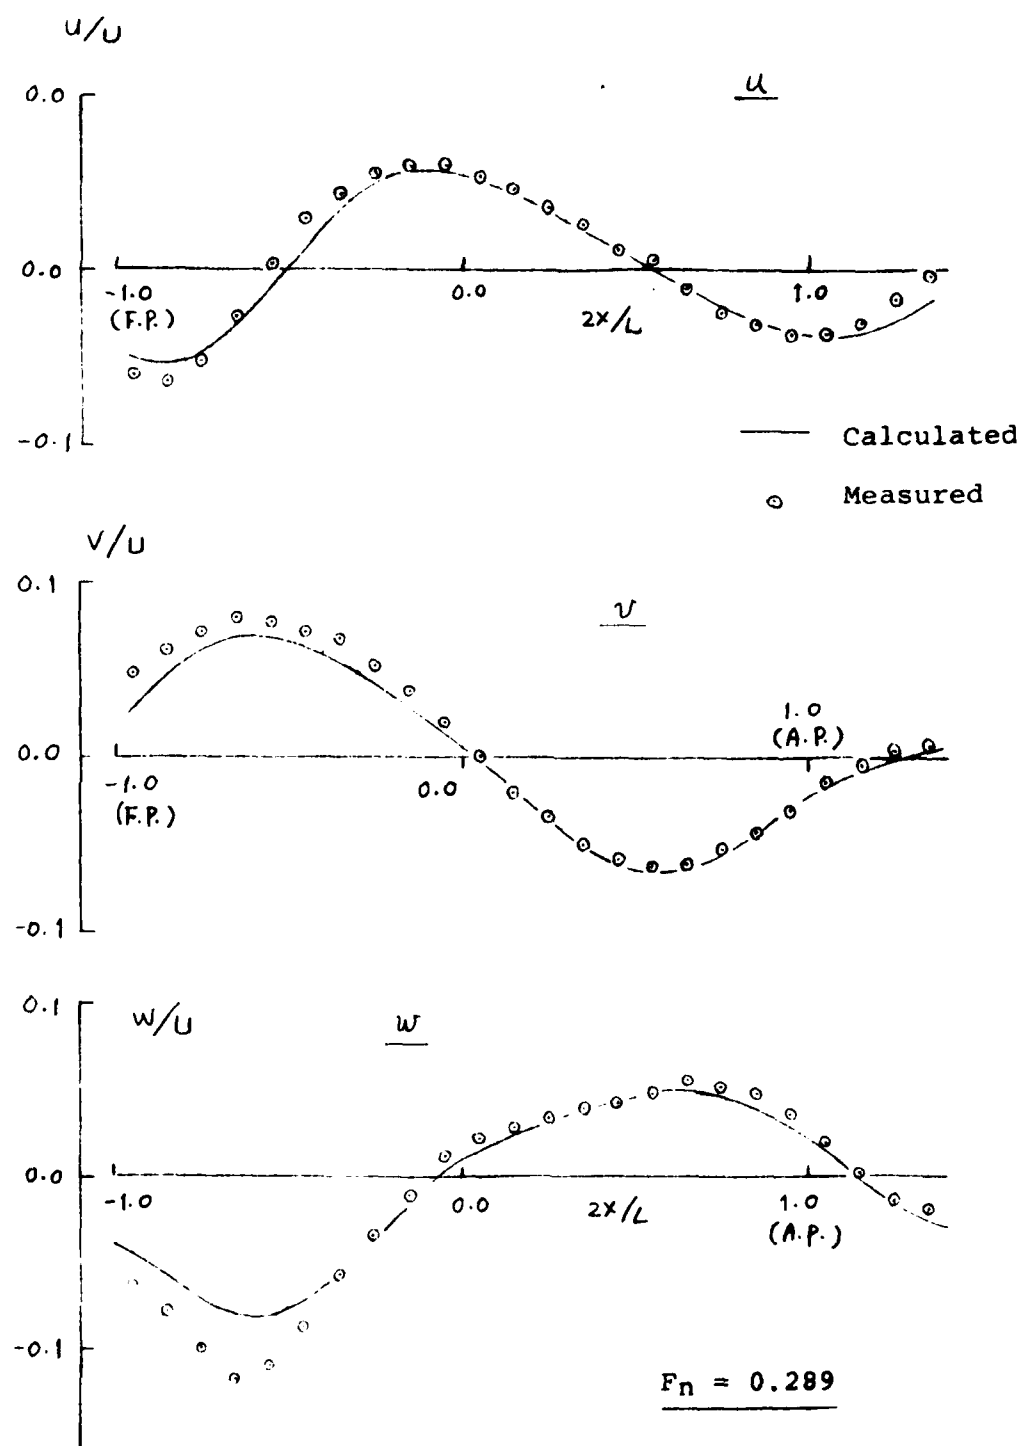 u/U
0.0
u
0.0
-1.0
(F.P.)
0.0
2X/L
1.0
-0.1
Calculated
Measured
V/U
0.1
v
1.0
(A.P.)
0.0
-1.0
(F.P.)
0.0
-0.1
0.1
W/U
w
0.0
-1.0
0.0
2X/L
1.0
(A.P.)
-0.1
Fn = 0.289